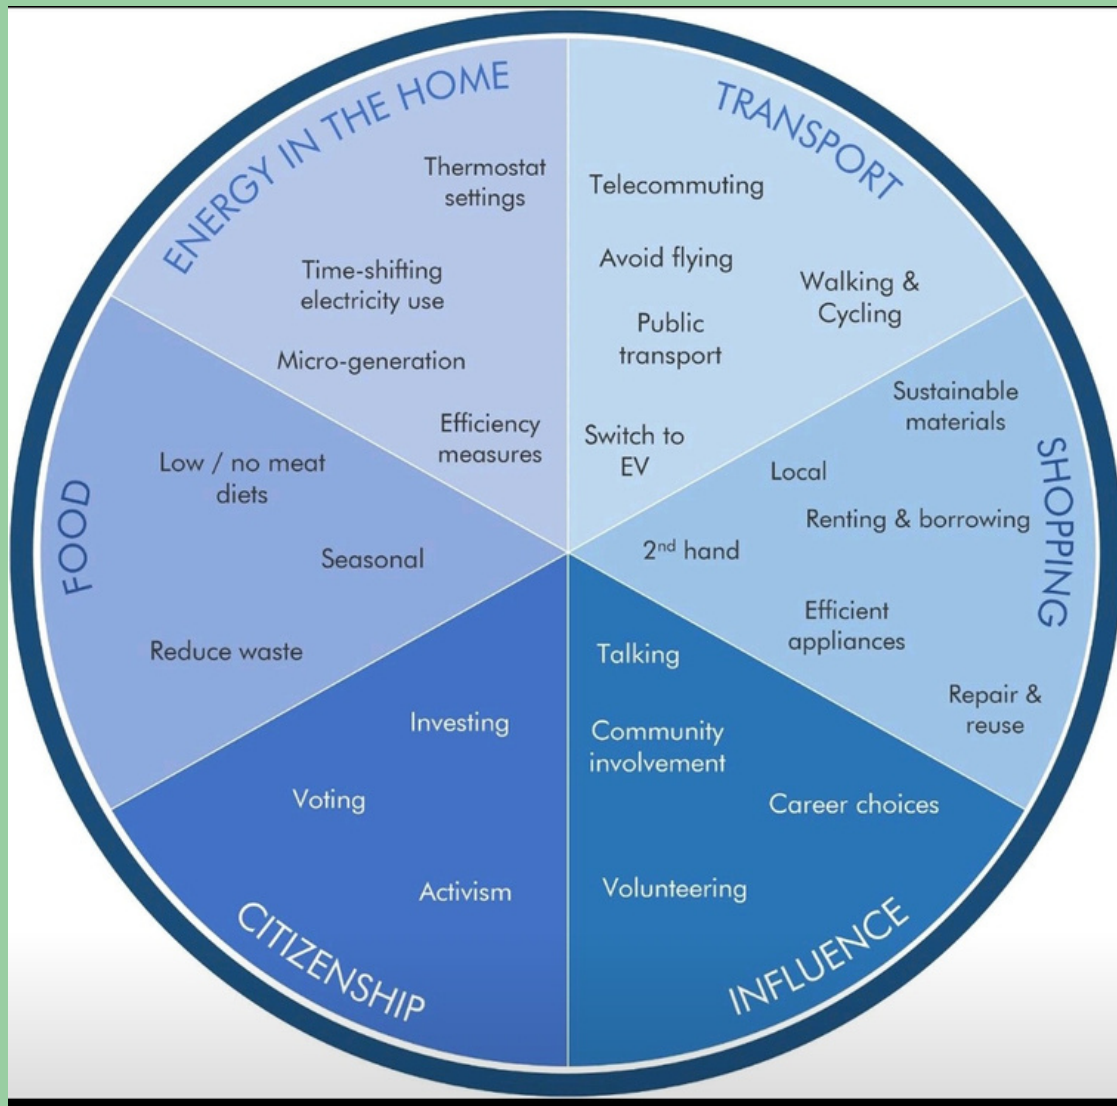 ENERGY IN THE HOME
Thermostat
settings
Time-shifting
electricity use
Micro-generation
Efficiency
measures
TRANSPORT
Telecommuting
Avoid flying
Walking &
Cycling
Public
transport
Switch to
EV
SHOPPING
Sustainable
materials
Local
Renting & borrowing
2nd hand
Efficient
appliances
Repair &
reuse
INFLUENCE
Talking
Community
involvement
Career choices
Volunteering
CITIZENSHIP
Investing
Voting
Activism
FOOD
Low / no meat
diets
Seasonal
Reduce waste